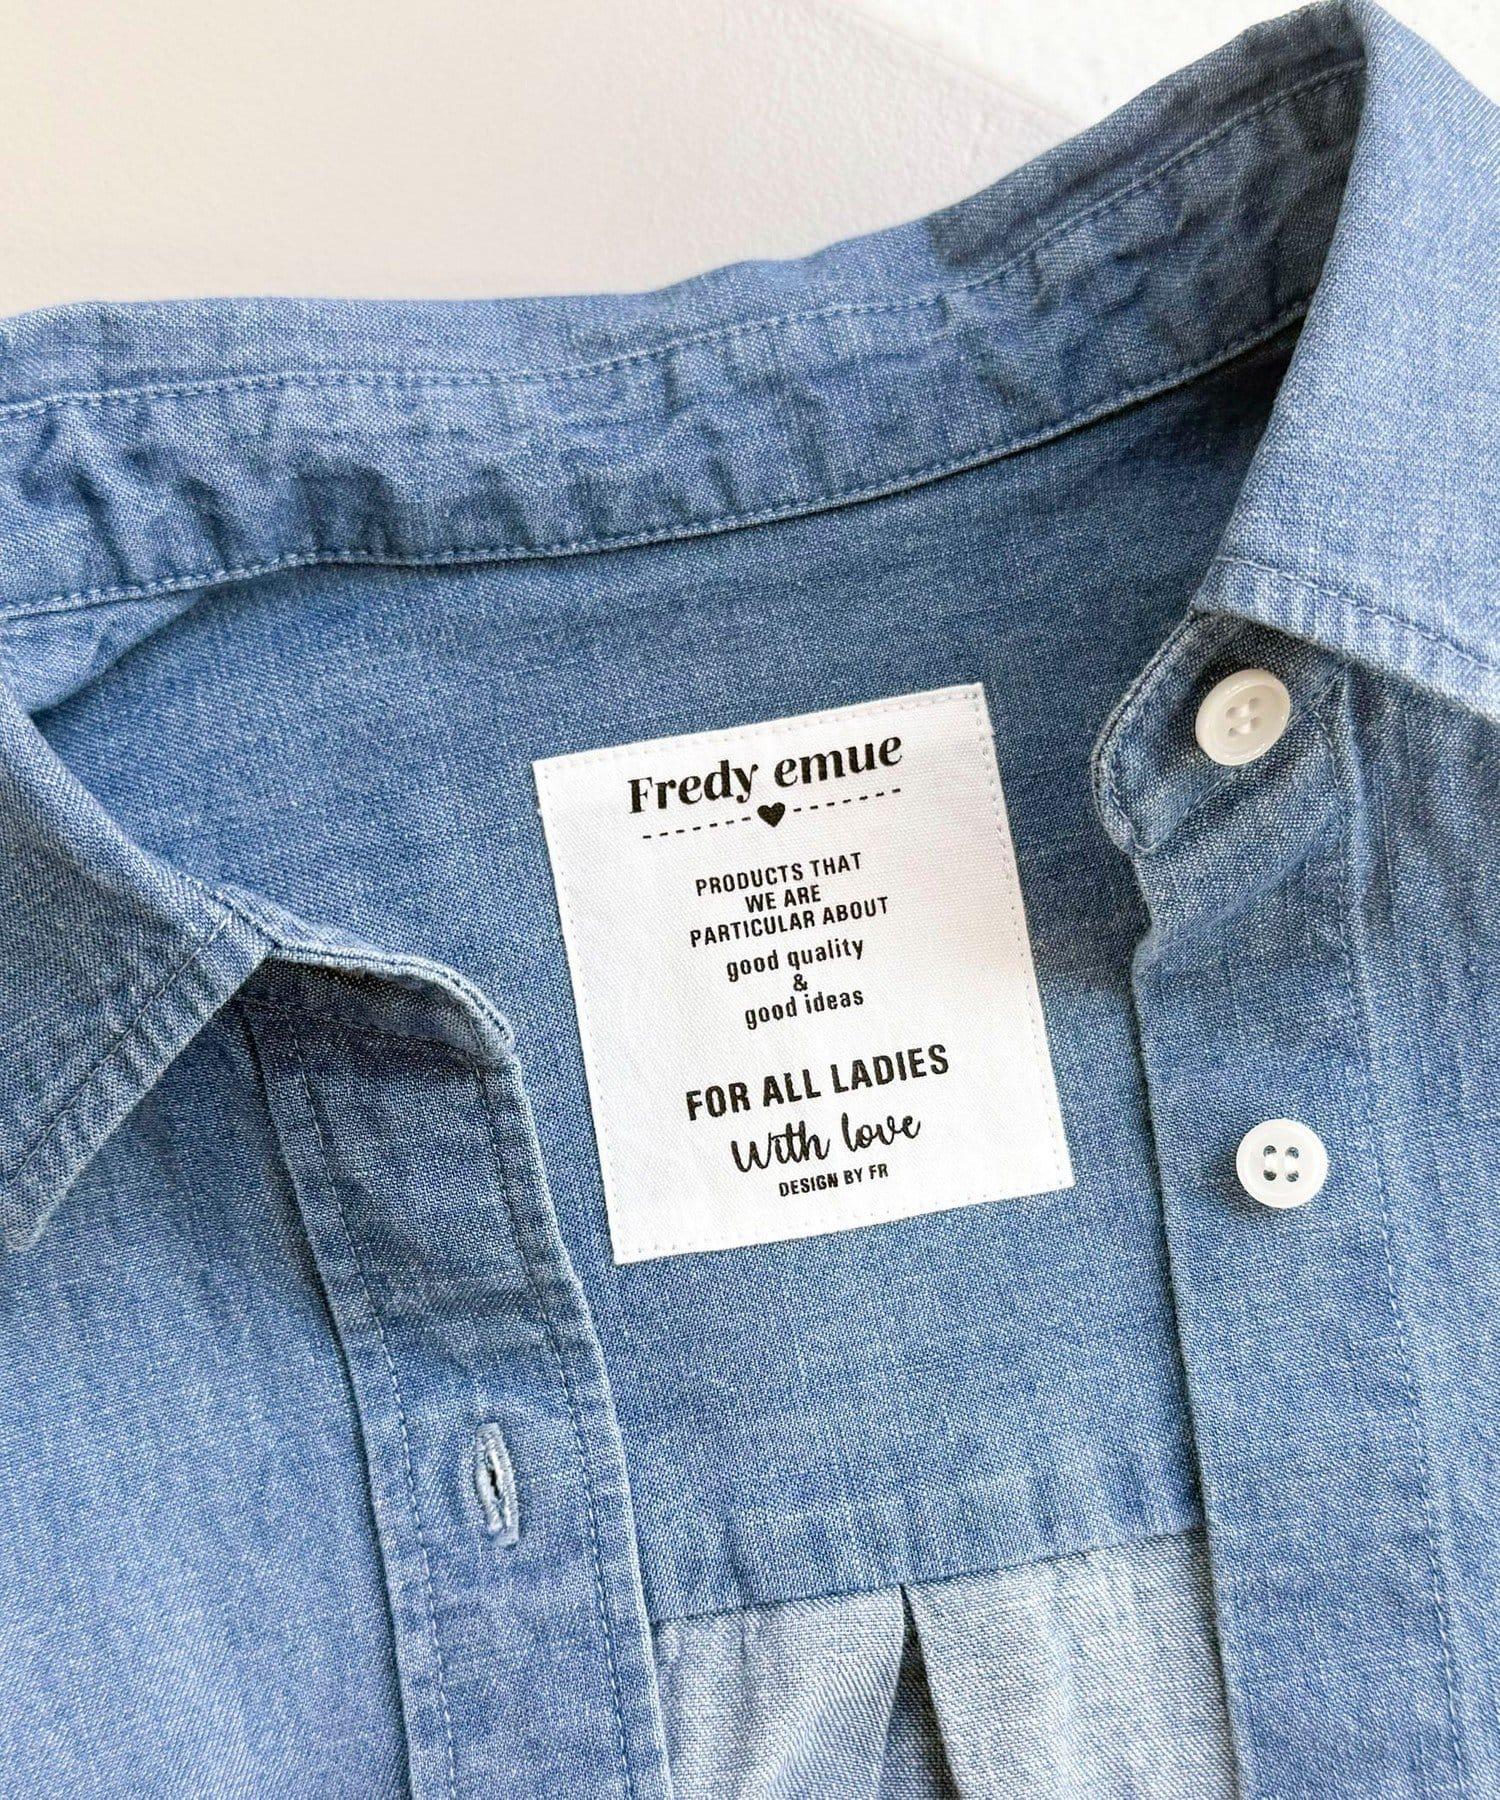 Fredy emue
PRODUCTS THAT
WE ARE
PARTICULAR ABOUT
good quality
&
good ideas
FOR ALL LADIES
With love
DESIGN BY FR